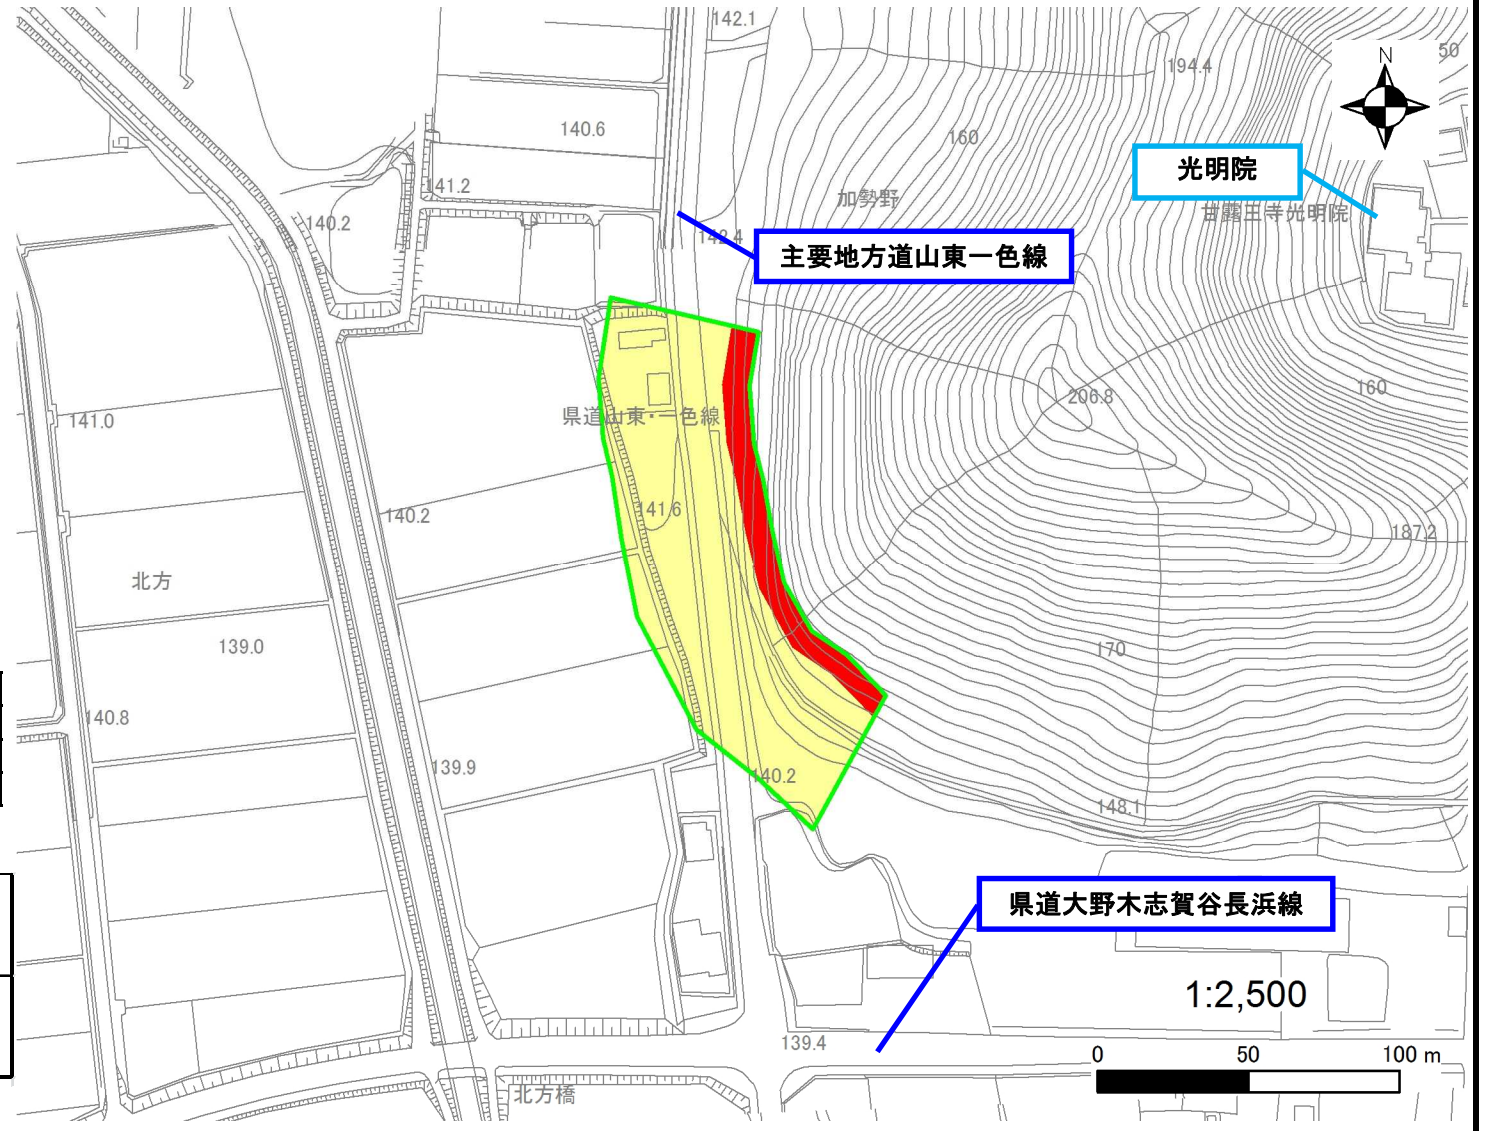 142.1
50
N
194.4
140.6
160
光明院
141.2
加勢野
甘露王寺光明院
140.2
142.4
主要地方道山東一色線
206.8
160
県道山東・一色線
141.0
141.6
140.2
187.2
北方
139.0
170
140.8
139.9
140.2
148.1
県道大野木志賀谷長浜線
1:2,500
139.4
0 50 100 m
北方橋